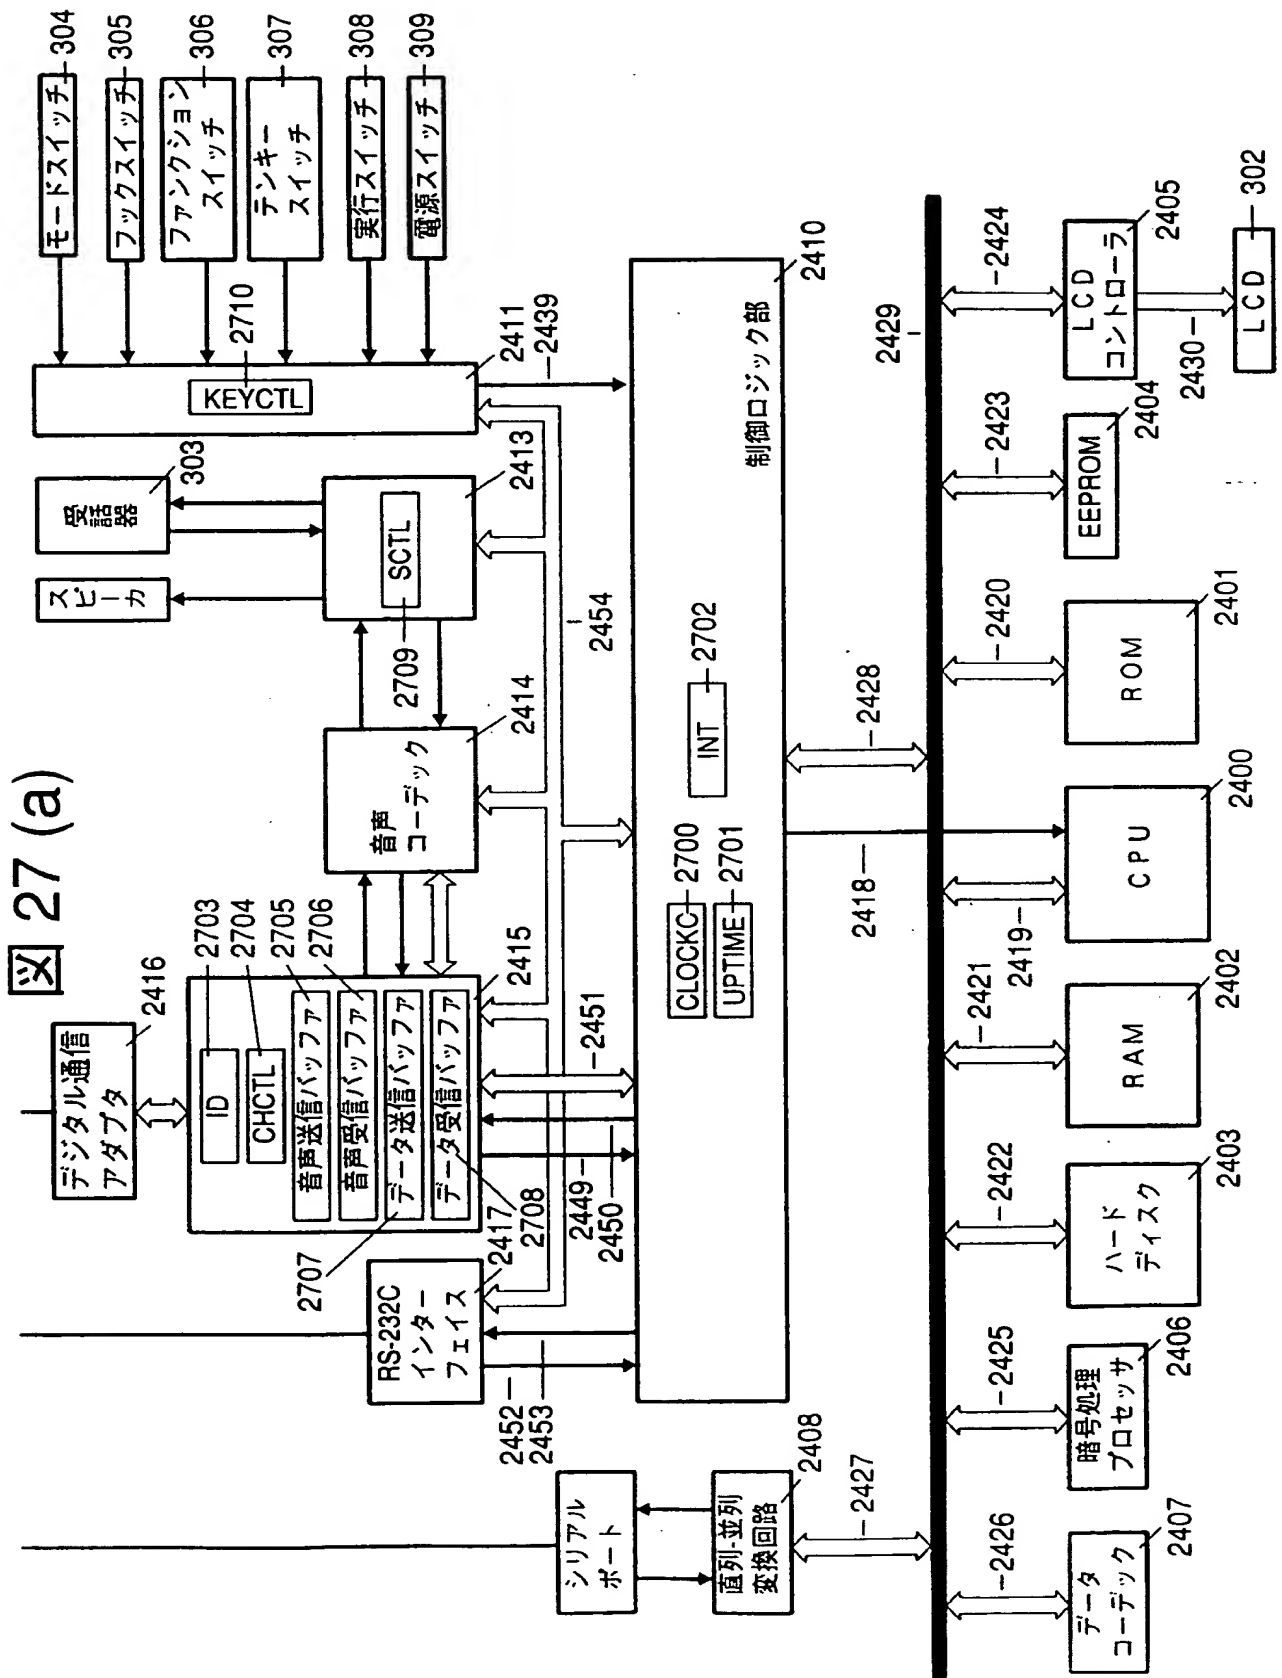 図 27 (a)
デジタル通信
アダプタ
2416
ID
2703
CHCTL
2704
音声送信バッファ
2705
音声受信バッファ
2706
データ送信バッファ
2707
データ受信バッファ
2708
2415
RS-232C
インター
フェイス
2417
音声
コーデック
2414
スピーカ
受話器
303
SCTL
2709
2413
KEYCTL
2710
2411
2439
モードスイッチ
304
フックスイッチ
305
ファンクション
スイッチ
306
テンキー
スイッチ
307
実行スイッチ
308
電源スイッチ
309
2452
2453
2449
2450
2451
2454
シリアル
ポート
直列-並列
変換回路
2408
2427
CLOCKC
2700
UPTIME
2701
INT
2702
制御ロジック部
2410
2418
2428
2429
2426
2425
2422
2421
2419
2420
2423
2424
データ
コーデック
2407
暗号処理
プロセッサ
2406
ハード
ディスク
2403
RAM
2402
CPU
2400
ROM
2401
EEPROM
2404
LCD
コントローラ
2405
2430
LCD
302